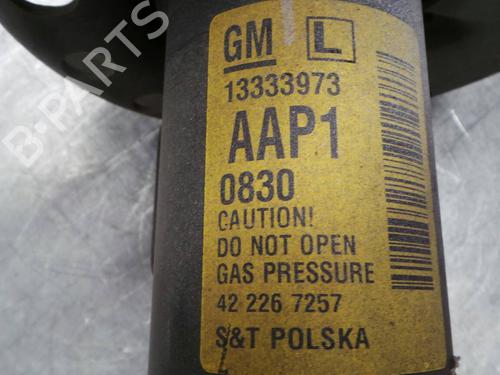 GM L
13333973
AAP1
0830
CAUTION!
DO NOT OPEN
GAS PRESSURE
42 226 7257
S&T POLSKA
B-PARTS